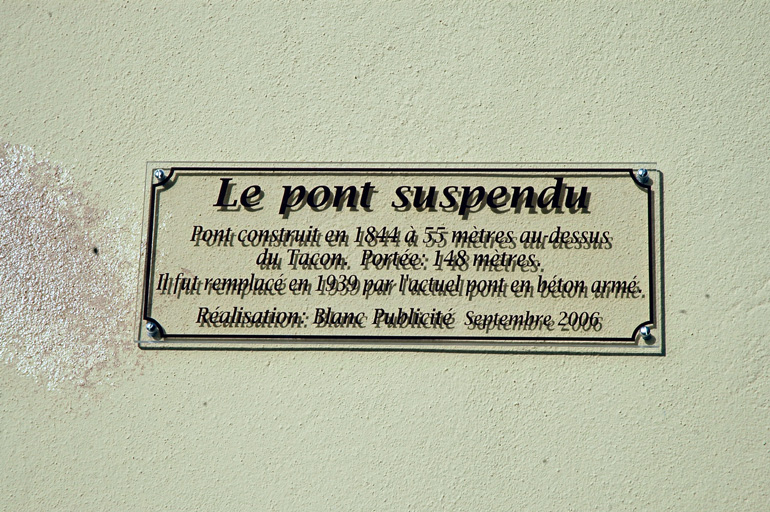 Le pont suspendu
Pont construit en 1844 à 55 mètres au-dessus
du Tacon. Portée: 148 mètres.
Il fut remplacé en 1939 par l'actuel pont en béton armé.
Réalisation: Blanc Publicité Septembre 2006